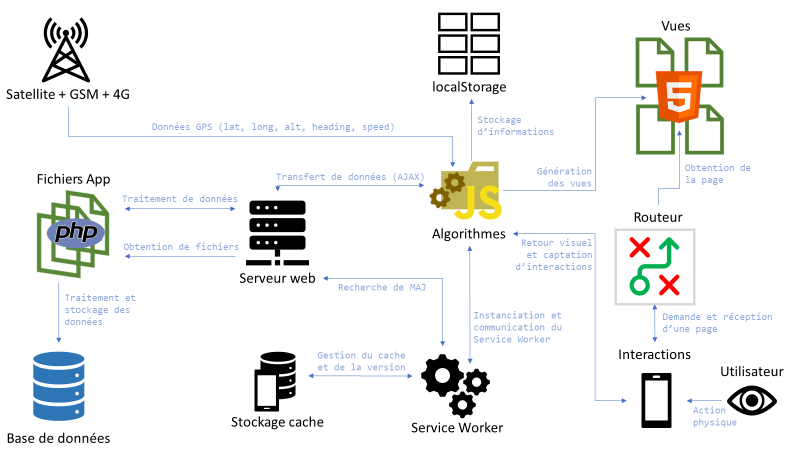 Vues
localStorage
Satellite + GSM + 4G
Stockage
d'informations
Données GPS (lat, long, alt, heading, speed)
5
Génération
des vues
Obtention de
la page
Fichiers App
Transfert de données (AJAX)
JS
Traitement de données
php
Algorithmes
Routeur
Obtention de fichiers
Serveur web
Retour visuel
et captation
d'interactions
Recherche de MAJ
Traitement et
stockage des
données
Instanciation et
communication du
Service Worker
Demande et réception
d'une page
Gestion du cache
et de la version
Interactions
Utilisateur
Action
physique
Stockage cache
Service Worker
Base de données